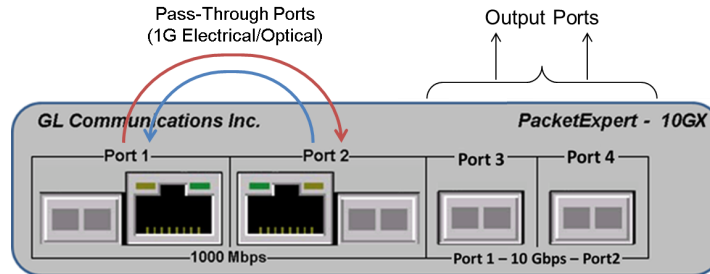 Pass-Through Ports
(1G Electrical/Optical)
Output Ports
GL Communications Inc.
PacketExpert - 10GX
Port 1
Port 2
Port 3
Port 4
1000 Mbps
Port 1 – 10 Gbps – Port2